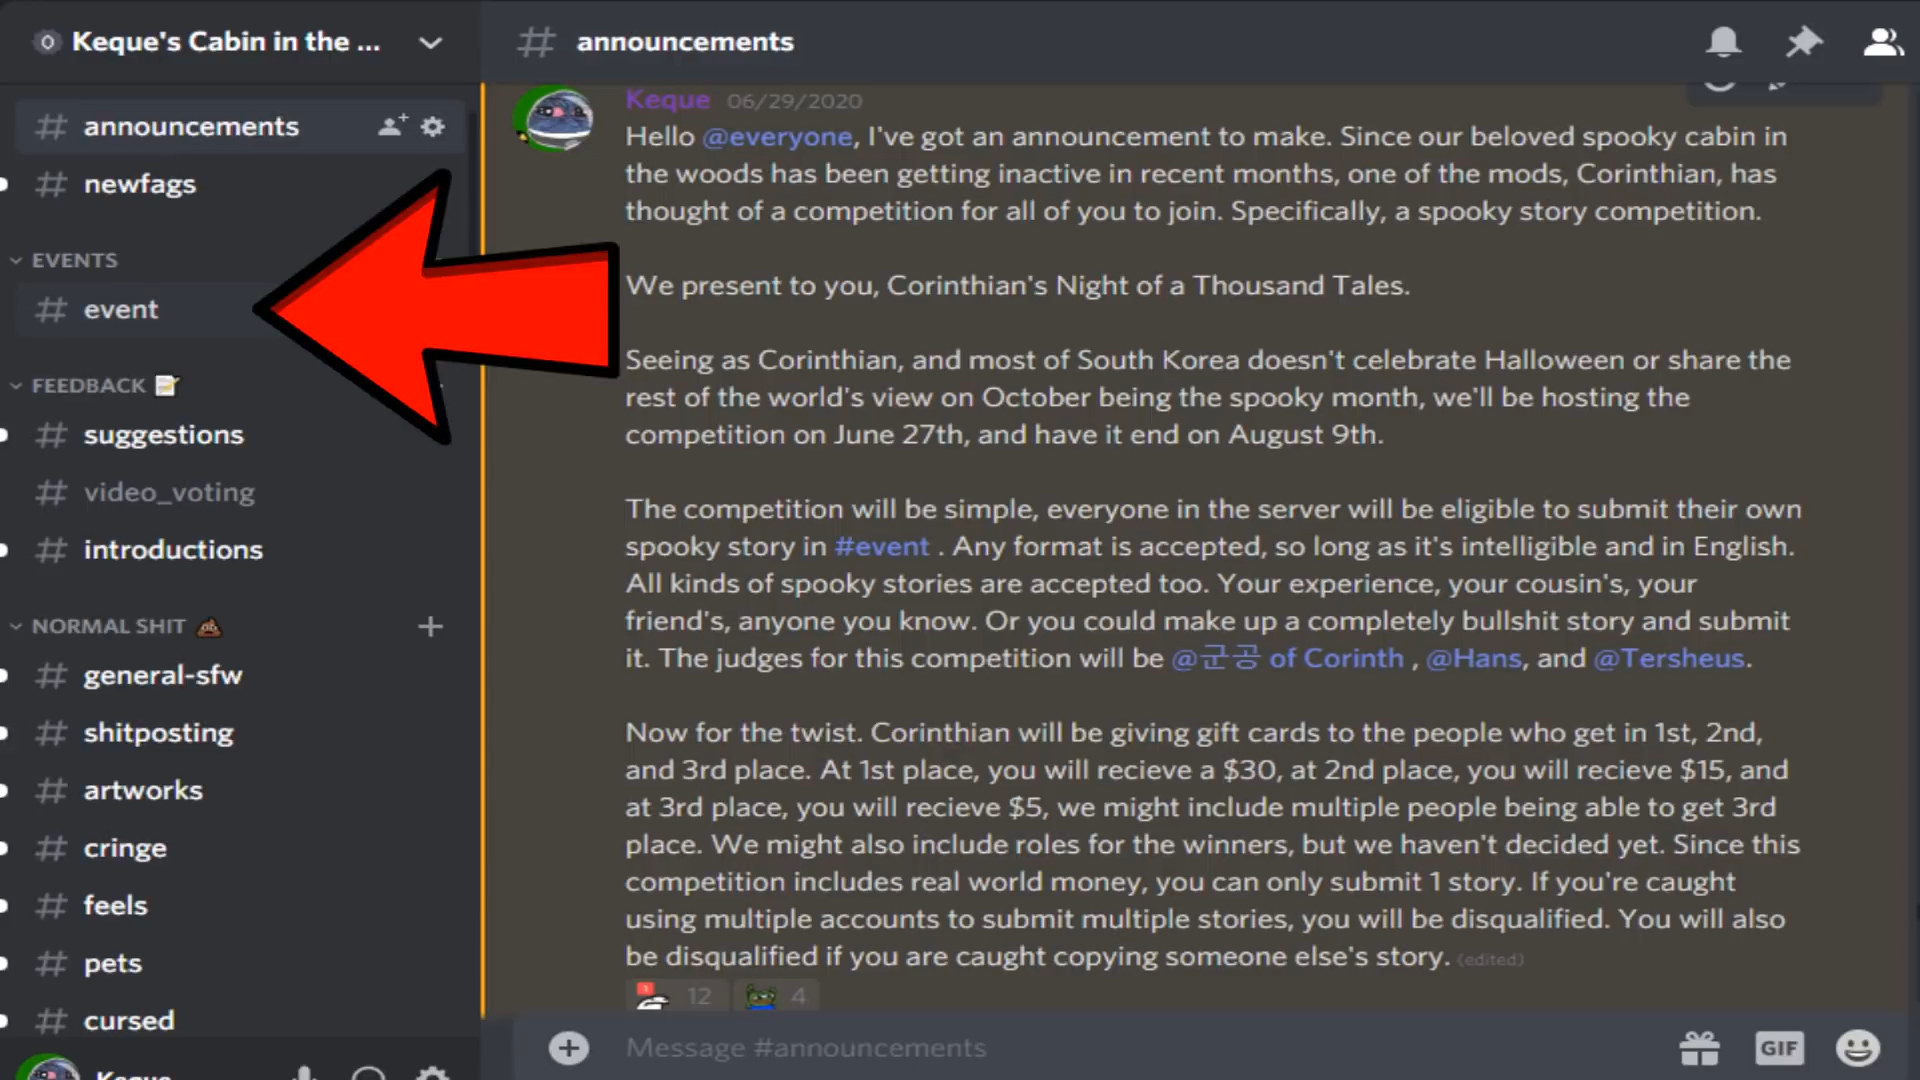 Keque's Cabin in the ...
announcements
newfags
EVENTS
event
FEEDBACK
suggestions
video_voting
introductions
NORMAL SHIT
general-sfw
shitposting
artworks
cringe
feels
pets
cursed
Keque
announcements
Keque 06/29/2020
Hello @everyone, I've got an announcement to make. Since our beloved spooky cabin in
the woods has been getting inactive in recent months, one of the mods, Corinthian, has
thought of a competition for all of you to join. Specifically, a spooky story competition.
We present to you, Corinthian's Night of a Thousand Tales.
Seeing as Corinthian, and most of South Korea doesn't celebrate Halloween or share the
rest of the world's view on October being the spooky month, we'll be hosting the
competition on June 27th, and have it end on August 9th.
The competition will be simple, everyone in the server will be eligible to submit their own
spooky story in #event . Any format is accepted, so long as it's intelligible and in English.
All kinds of spooky stories are accepted too. Your experience, your cousin's, your
friend's, anyone you know. Or you could make up a completely bullshit story and submit
it. The judges for this competition will be @군공 of Corinth , @Hans, and @Tersheus.
Now for the twist. Corinthian will be giving gift cards to the people who get in 1st, 2nd,
and 3rd place. At 1st place, you will recieve a $30, at 2nd place, you will recieve $15, and
at 3rd place, you will recieve $5, we might include multiple people being able to get 3rd
place. We might also include roles for the winners, but we haven't decided yet. Since this
competition includes real world money, you can only submit 1 story. If you're caught
using multiple accounts to submit multiple stories, you will be disqualified. You will also
be disqualified if you are caught copying someone else's story. (edited)
12 4
Message #announcements
GIF